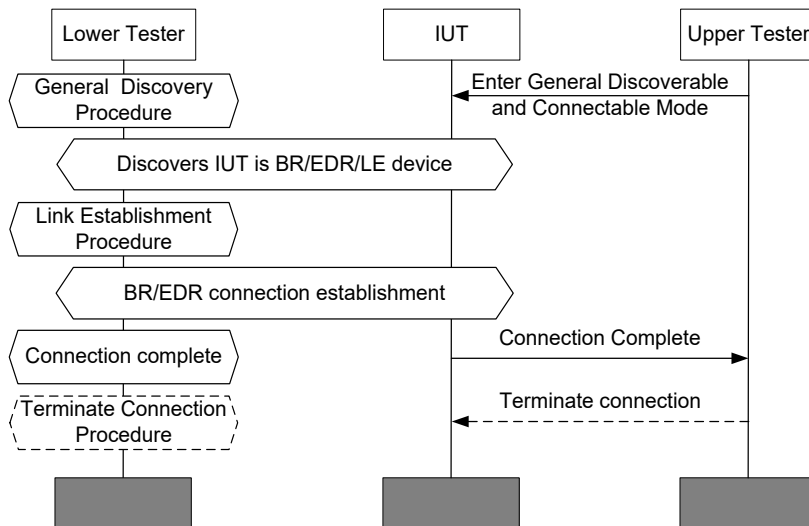 Lower Tester
IUT
Upper Tester
General Discovery
Procedure
Enter General Discoverable
and Connectable Mode
Discovers IUT is BR/EDR/LE device
Link Establishment
Procedure
BR/EDR connection establishment
Connection complete
Connection Complete
Terminate Connection
Procedure
Terminate connection